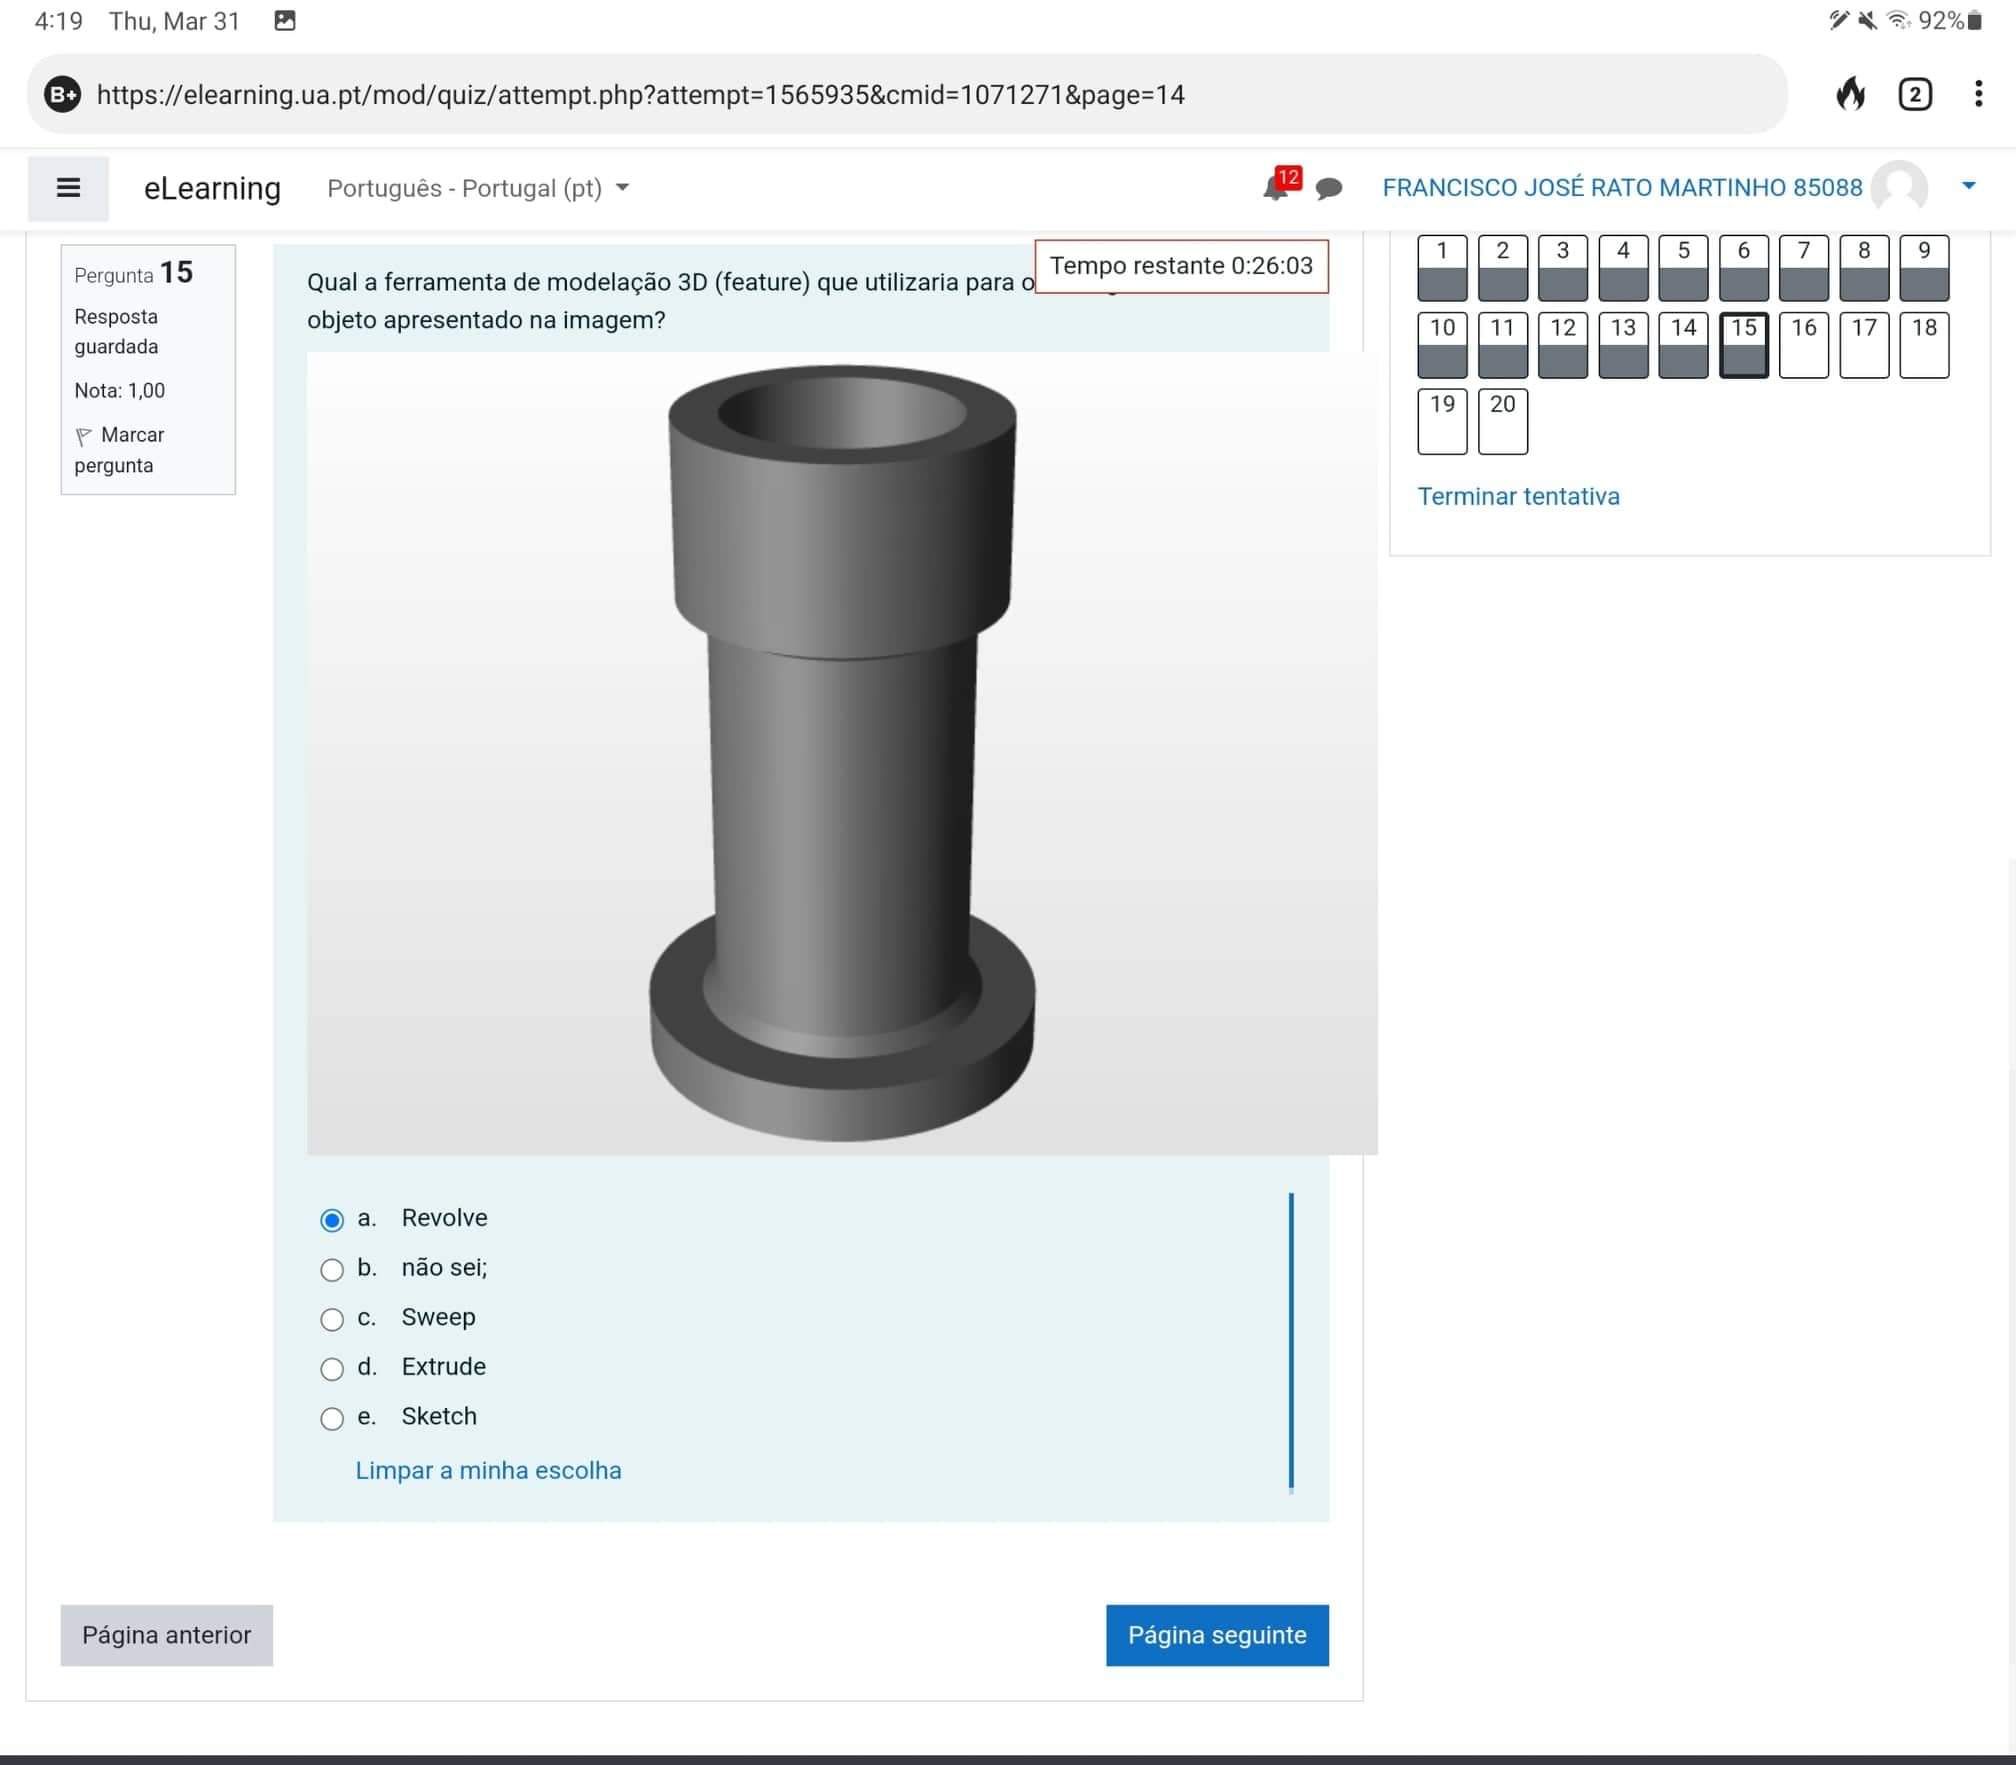 4:19 Thu, Mar 31
92%
B+ https://elearning.ua.pt/mod/quiz/attempt.php?attempt=1565935&cmid=1071271&page=14
2
eLearning
Português - Portugal (pt)
12
FRANCISCO JOSÉ RATO MARTINHO 85088
Pergunta 15
Resposta
guardada
Nota: 1,00
Marcar
pergunta
Tempo restante 0:26:03
Qual a ferramenta de modelação 3D (feature) que utilizaria para
objeto apresentado na imagem?
a. Revolve
b. não sei;
c. Sweep
d. Extrude
e. Sketch
Limpar a minha escolha
Página anterior
Página seguinte
1 2 3 4 5 6 7 8 9
10 11 12 13 14 15 16 17 18
19 20
Terminar tentativa